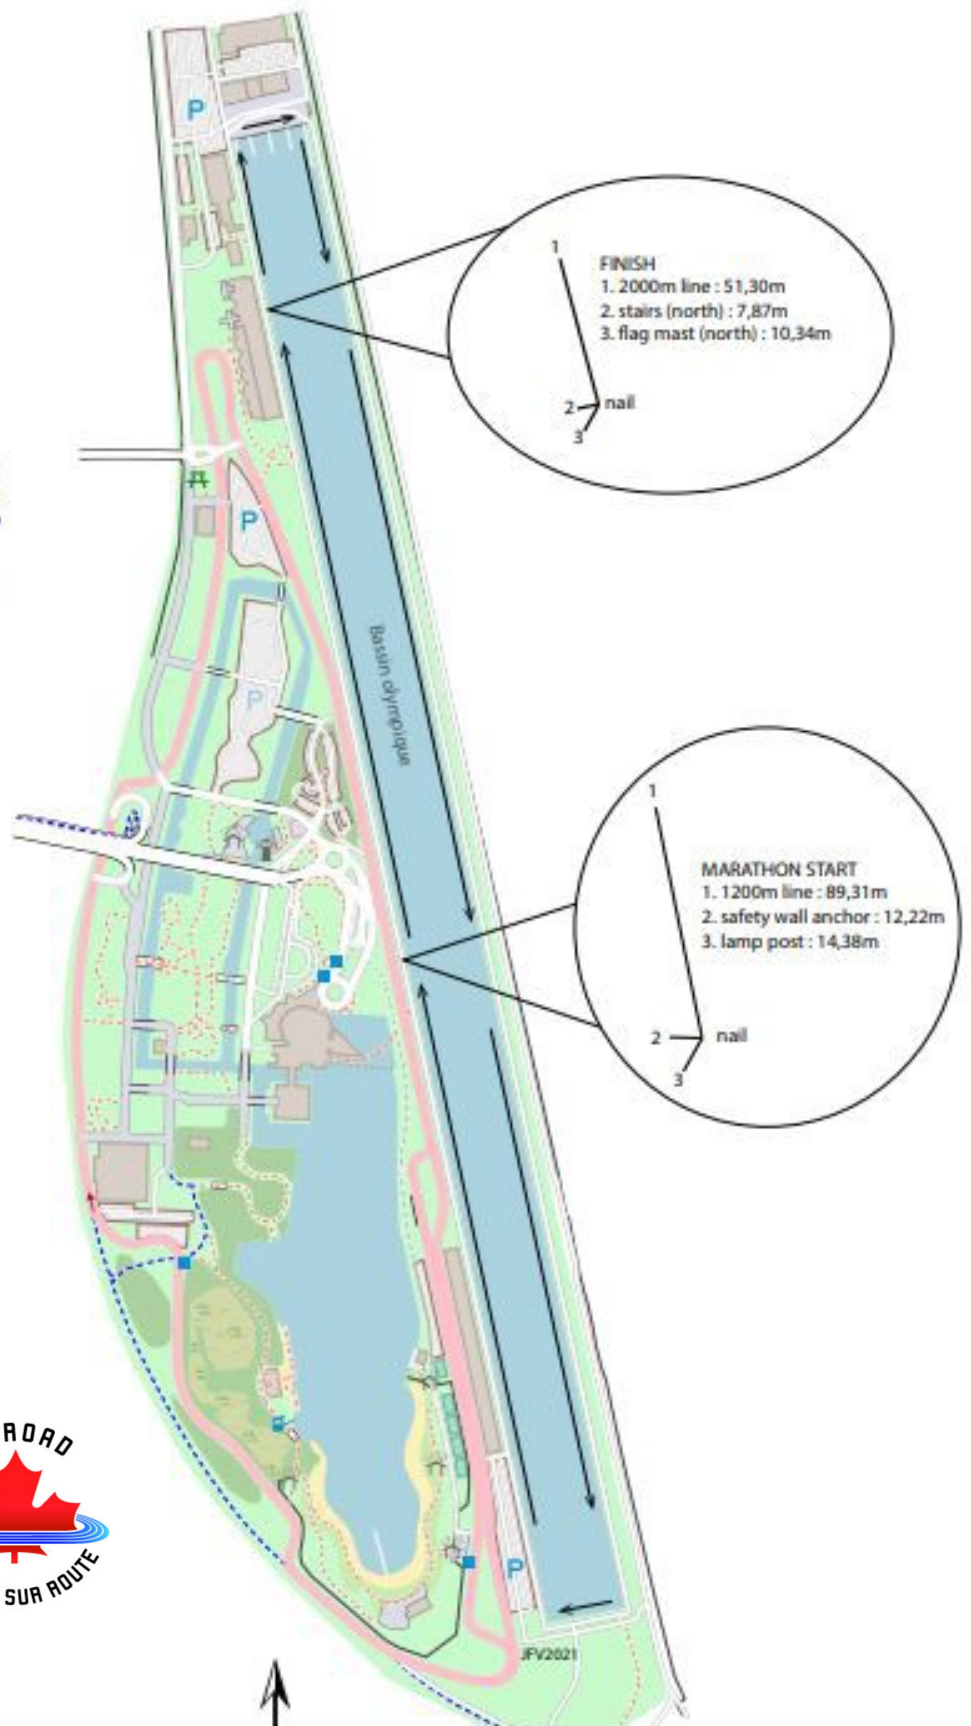 P
FINISH
1
1. 2000m line : 51,30m
2. stairs (north) : 7,87m
3. flag mast (north) : 10,34m
2 nail
3
P
Bassin olympique
P
1
MARATHON START
1. 1200m line : 89,31m
2. safety wall anchor : 12,22m
3. lamp post : 14,38m
2 nail
3
ROAD
SUR ROUTE
P
JFV2021